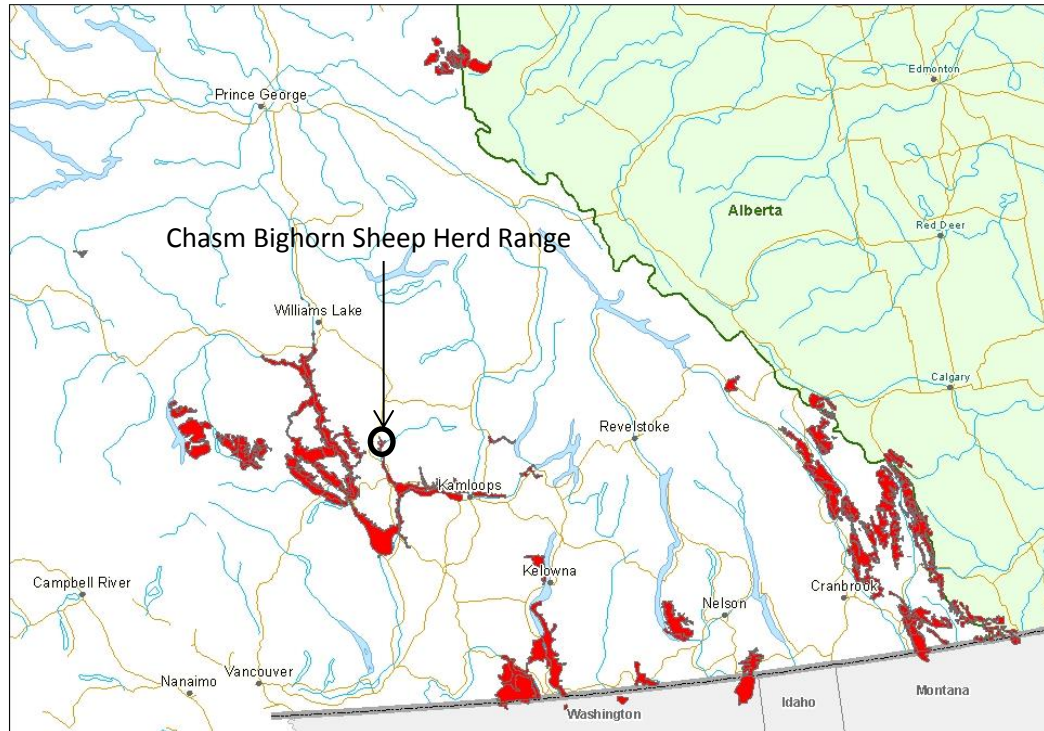 Edmonton
Prince George
Alberta
Red Deer
Chasm Bighorn Sheep Herd Range
Williams Lake
Calgary
Revelstoke
Kamloops
Kelowna
Campbell River
Cranbrook
Nelson
Vancouver
Nanaimo
Montana
Idaho
Washington